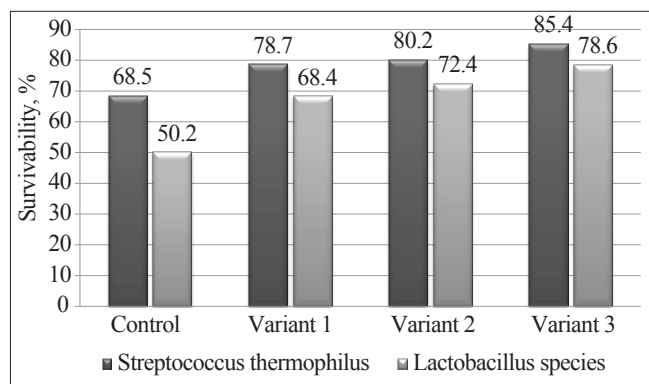 Survivability, %
90
80
70
60
50
40
30
20
10
0
68.5
50.2
78.7
68.4
80.2
72.4
85.4
78.6
Control
Variant 1
Variant 2
Variant 3
Streptococcus thermophilus
Lactobacillus species